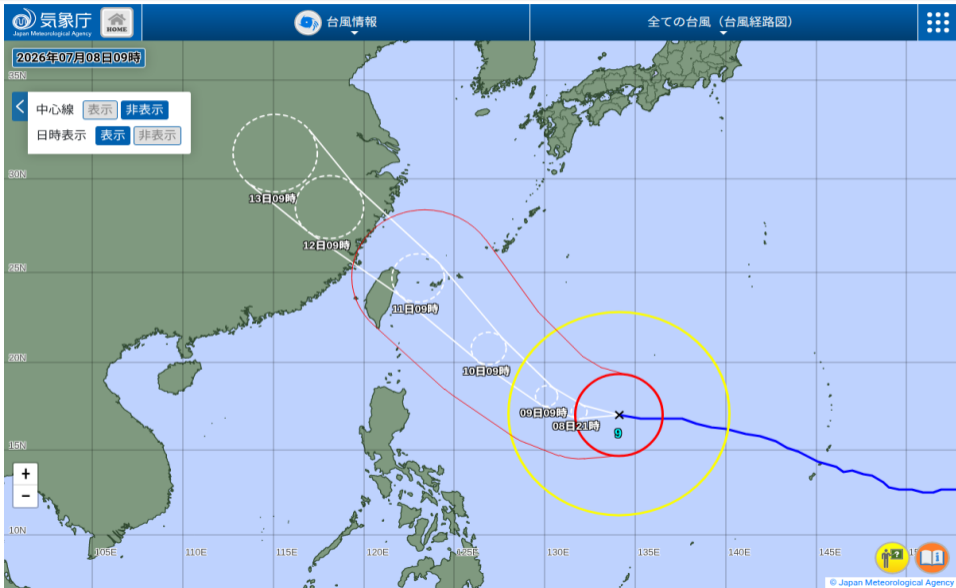 気象庁
Japan Meteorological Agency
HOME
台風情報
全ての台風（台風経路図）
2026年07月08日09時
35N
中心線 表示 非表示
日時表示 表示 非表示
30N
13日09時
12日09時
25N
11日09時
20N
10日09時
09日09時
08日21時
9
15N
+
−
10N
105E 110E 115E 120E 125E 130E 135E 140E 145E
© Japan Meteorological Agency